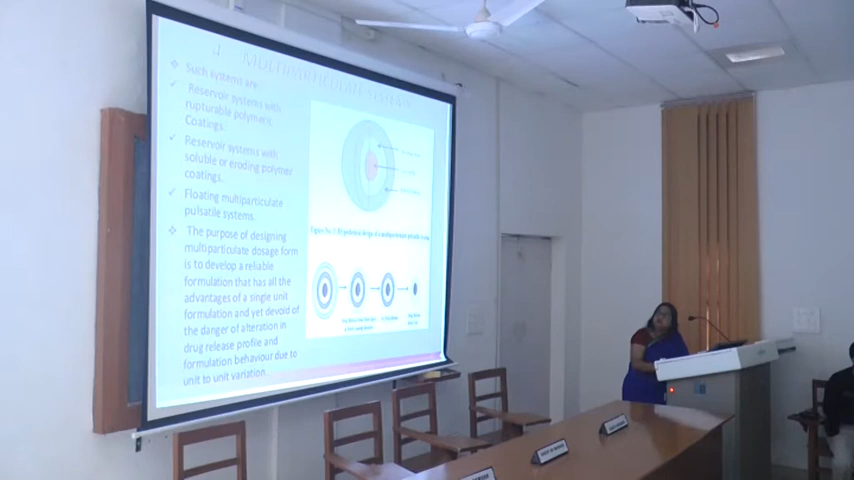 MULTIPARTICULATE SYSTEMS
❖ Such systems are:
✓ Reservoir systems with
rupturable polymeric
Coatings.
✓ Reservoir systems with
soluble or eroding polymer
coatings.
✓ Floating multiparticulate
pulsatile systems.
❖ The purpose of designing
multiparticulate dosage form
is to develop a reliable
formulation that has all the
advantages of a single unit
formulation and yet devoid of
the danger of alteration in
drug release profile and
formulation behaviour due to
unit to unit variation.